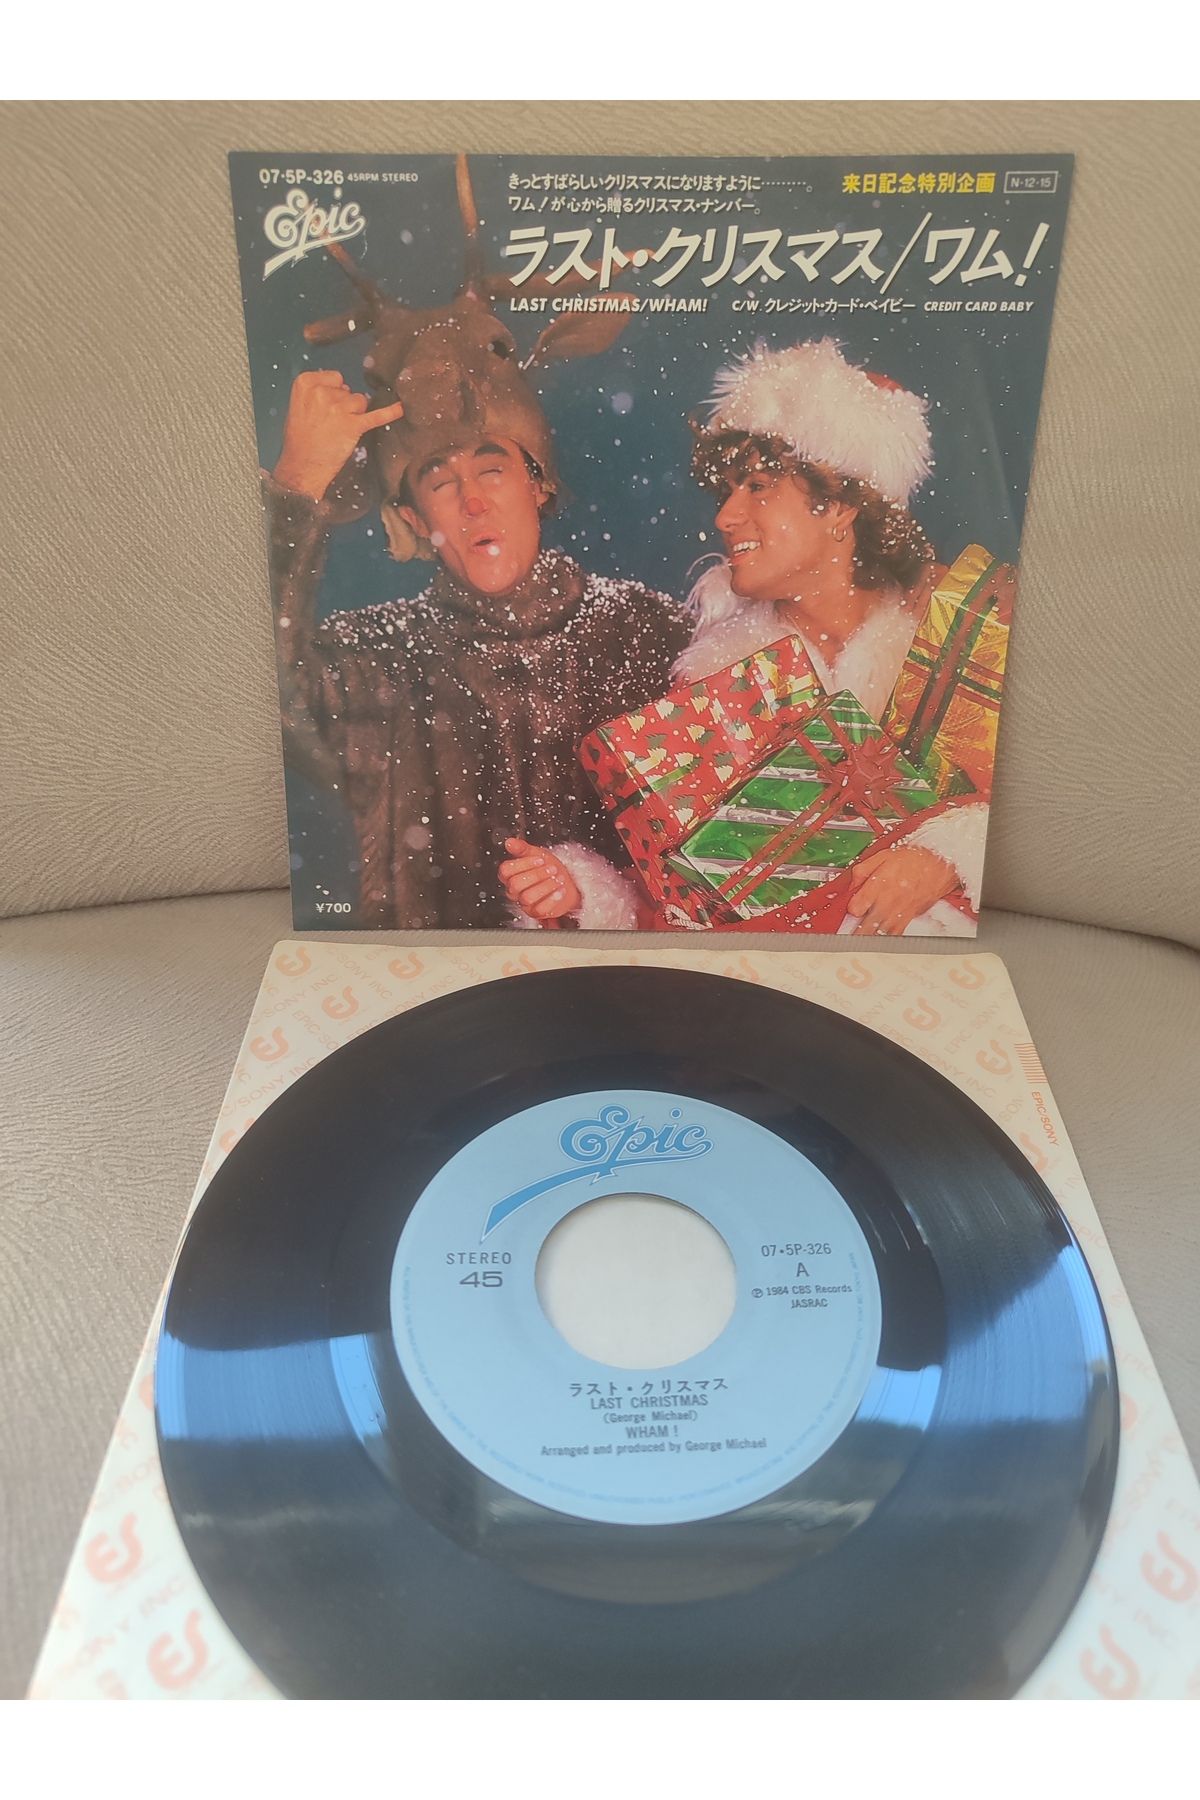 07・5P-326 45RPM STEREO
Epic
きっとすばらしいクリスマスになりますように………。
ワム!が心から贈るクリスマス・ナンバー。
来日記念特別企画 N-12-15
ラスト・クリスマス/ワム!
LAST CHRISTMAS/WHAM! C/W. クレジット・カード・ベイビー CREDIT CARD BABY
¥700
EPIC/SONY INC
EPIC/SONY
Epic
STEREO
45
07・5P-326
A
Ⓟ 1984 CBS Records
JASRAC
ラスト・クリスマス
LAST CHRISTMAS
(George Michael)
WHAM !
Arranged and produced by George Michael